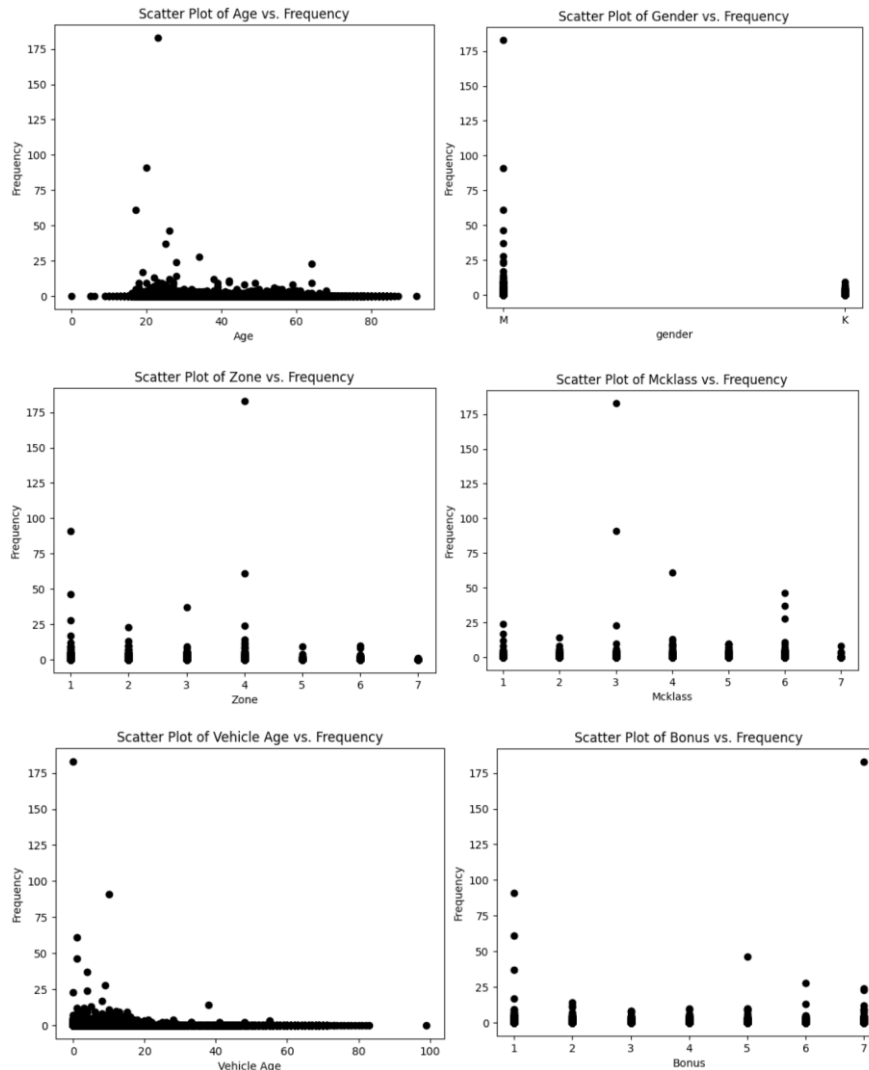 Scatter Plot of Age vs. Frequency
175
150
125
100
75
50
25
0
Frequency
0 20 40 60 80
Age
Scatter Plot of Gender vs. Frequency
175
150
125
100
75
50
25
0
Frequency
M K
gender
Scatter Plot of Zone vs. Frequency
175
150
125
100
75
50
25
0
Frequency
1 2 3 4 5 6 7
Zone
Scatter Plot of Mcklass vs. Frequency
175
150
125
100
75
50
25
0
Frequency
1 2 3 4 5 6 7
Mcklass
Scatter Plot of Vehicle Age vs. Frequency
175
150
125
100
75
50
25
0
Frequency
0 20 40 60 80 100
Vehicle Age
Scatter Plot of Bonus vs. Frequency
175
150
125
100
75
50
25
0
Frequency
1 2 3 4 5 6 7
Bonus